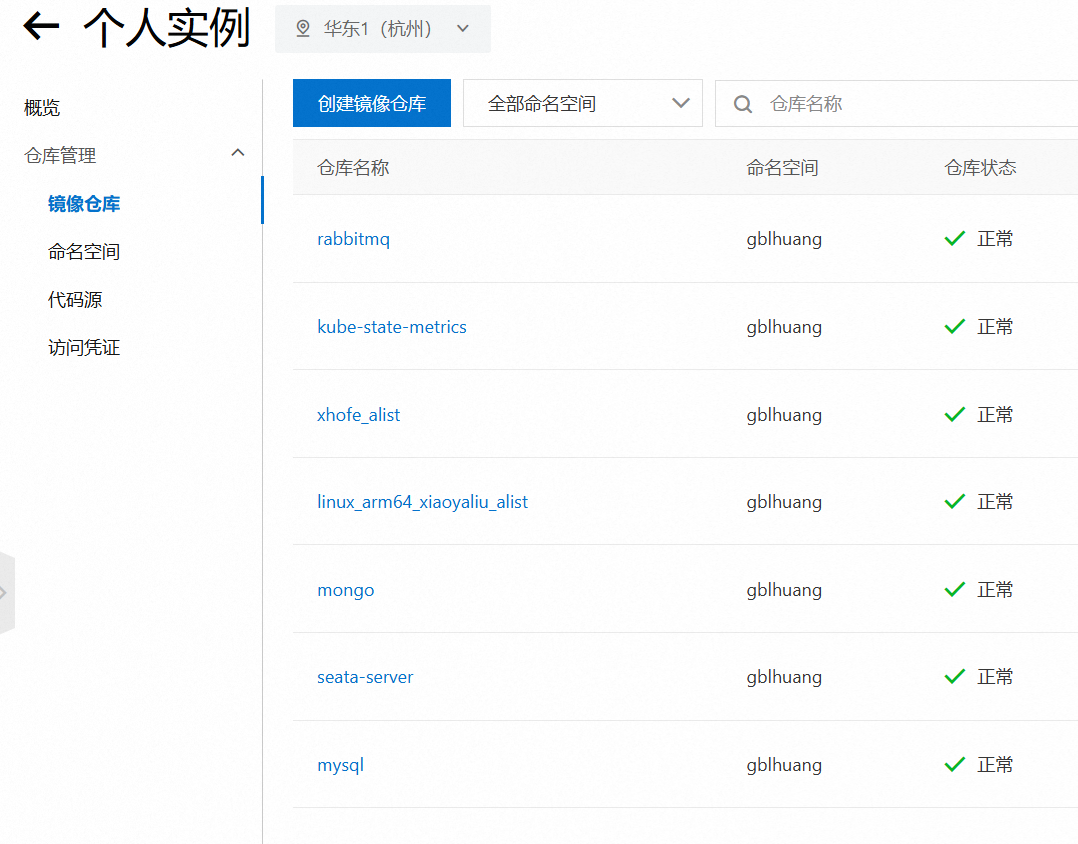 个人实例 华东1（杭州）
概览
仓库管理
镜像仓库
命名空间
代码源
访问凭证
创建镜像仓库 全部命名空间 仓库名称
仓库名称 命名空间 仓库状态
rabbitmq gblhuang 正常
kube-state-metrics gblhuang 正常
xhofe_alist gblhuang 正常
linux_arm64_xiaoyaliu_alist gblhuang 正常
mongo gblhuang 正常
seata-server gblhuang 正常
mysql gblhuang 正常